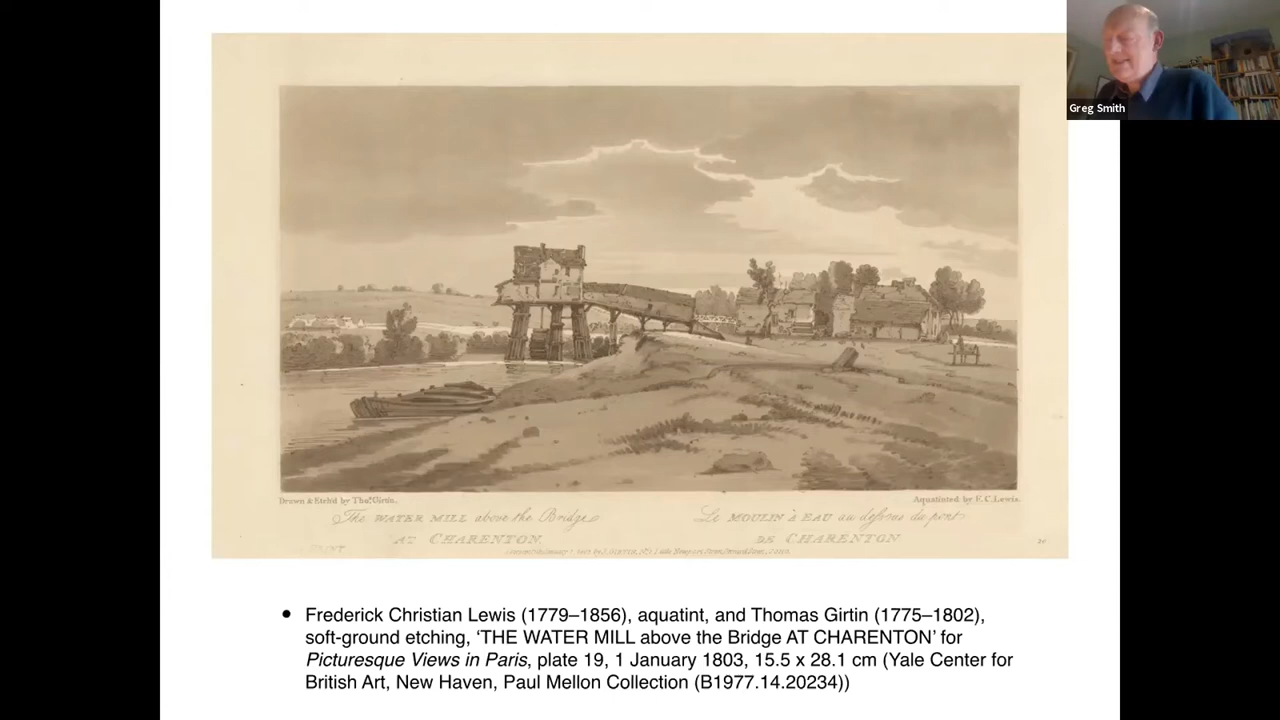 Greg Smith
Drawn & Etch'd by Thos. Girtin. Aquatinted by F.C. Lewis.
The WATER MILL above the Bridge Le MOULIN à EAU au dessous du pont
AT CHARENTON. DE CHARENTON
• Frederick Christian Lewis (1779–1856), aquatint, and Thomas Girtin (1775–1802),
soft-ground etching, ‘THE WATER MILL above the Bridge AT CHARENTON’ for
Picturesque Views in Paris, plate 19, 1 January 1803, 15.5 x 28.1 cm (Yale Center for
British Art, New Haven, Paul Mellon Collection (B1977.14.20234))